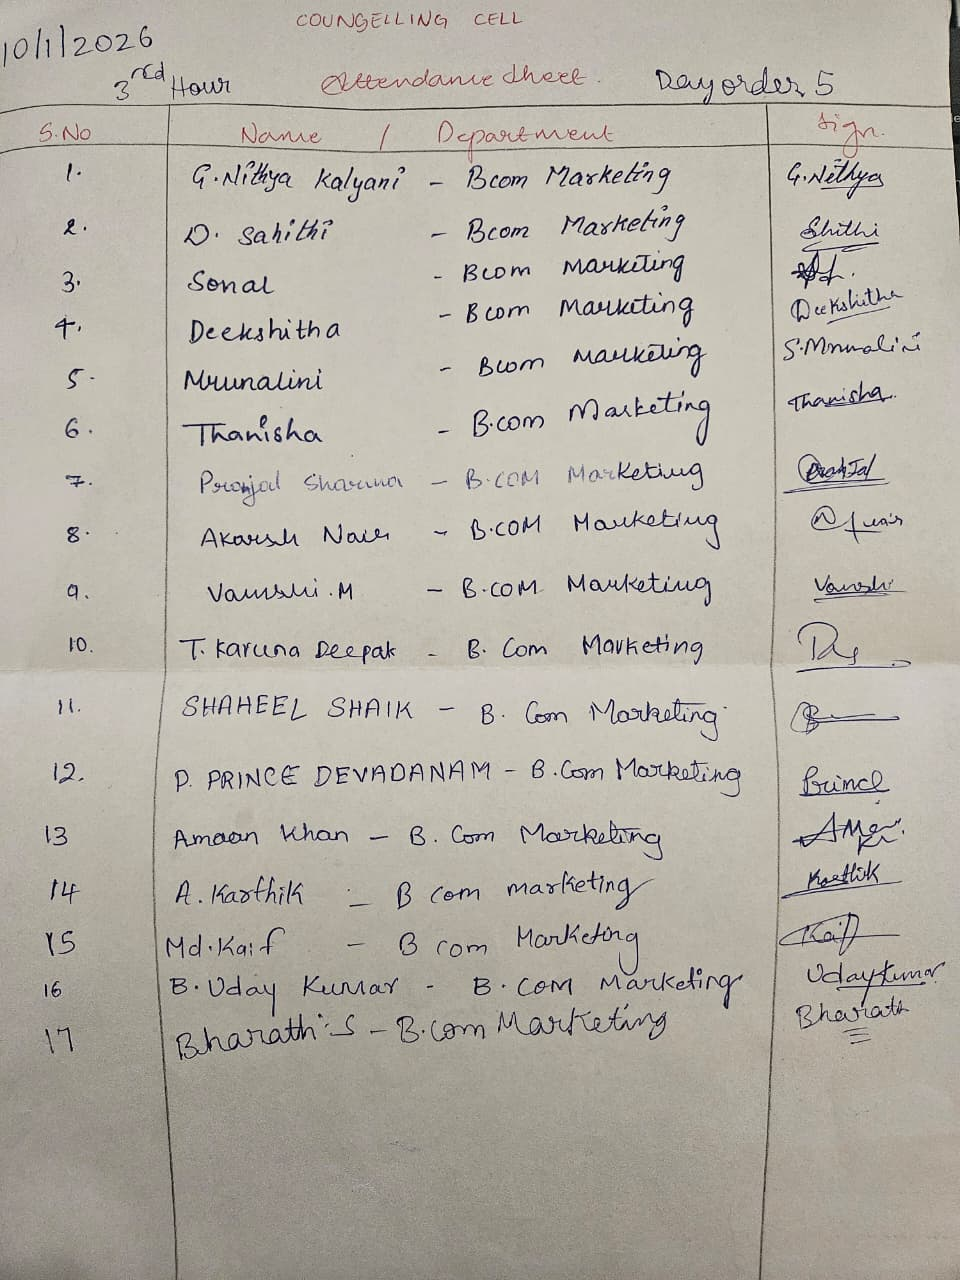 COUNGELLING CELL
10/1/2026
3rd Hour Attendance sheet. Day order 5
S.No Name / Department Sign.
1. G.Nithya Kalyani - Bcom Marketing G.Nithya
2. D. Sahithi - Bcom Marketing Shithi
3. Sonal - Bcom Marketing
4. Deekshitha - Bcom Marketing Deekshitha
5. Mrunalini - Bcom Marketing S.Mrunalini
6. Thanisha - B.com Marketing Thanisha
7. Pranjal Sharma - B.COM Marketing
8. Akarsh Nair - B.COM Marketing
9. Vamshi.M - B.COM Marketing Vamshi
10. T. Karuna Deepak - B. Com Marketing
11. SHAHEEL SHAIK - B. Com Marketing
12. P. PRINCE DEVADANAM - B.Com Marketing Prince
13 Amaan Khan - B. Com Marketing
14 A. Karthik - B com marketing Karthik
15 Md.Kaif - B com Marketing Kaif
16 B. Uday Kumar - B.COM Marketing Udaykumar
17 Bharath.S - B.com Marketing Bharath